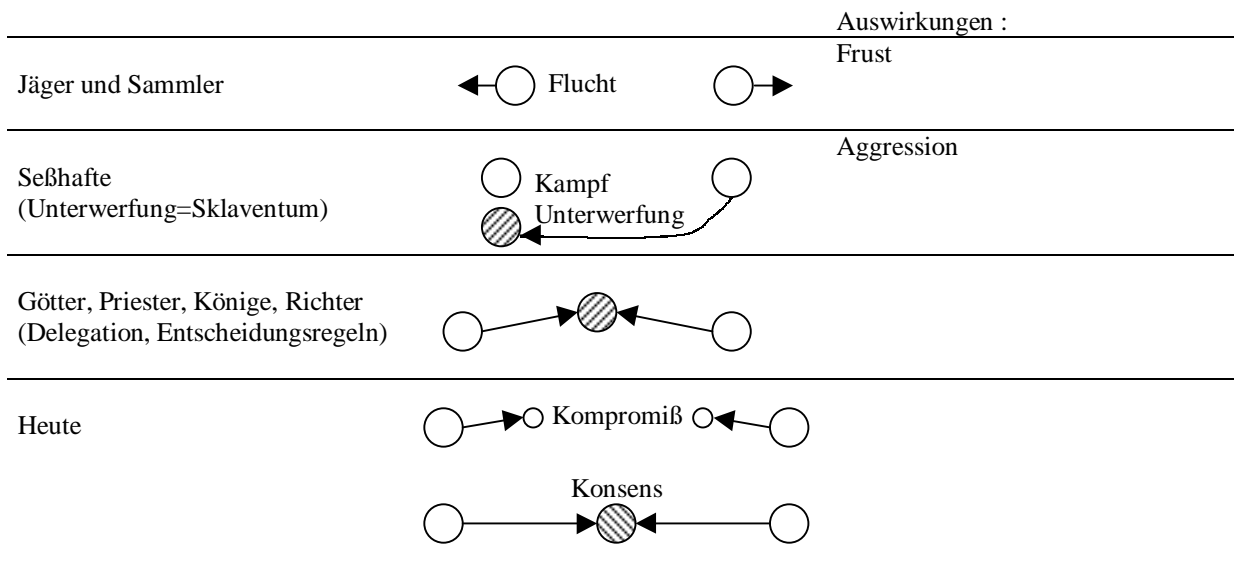 Auswirkungen :
Frust
Jäger und Sammler
Flucht
Aggression
Seßhafte
(Unterwerfung=Sklaventum)
Kampf
Unterwerfung
Götter, Priester, Könige, Richter
(Delegation, Entscheidungsregeln)
Heute
Kompromiß
Konsens